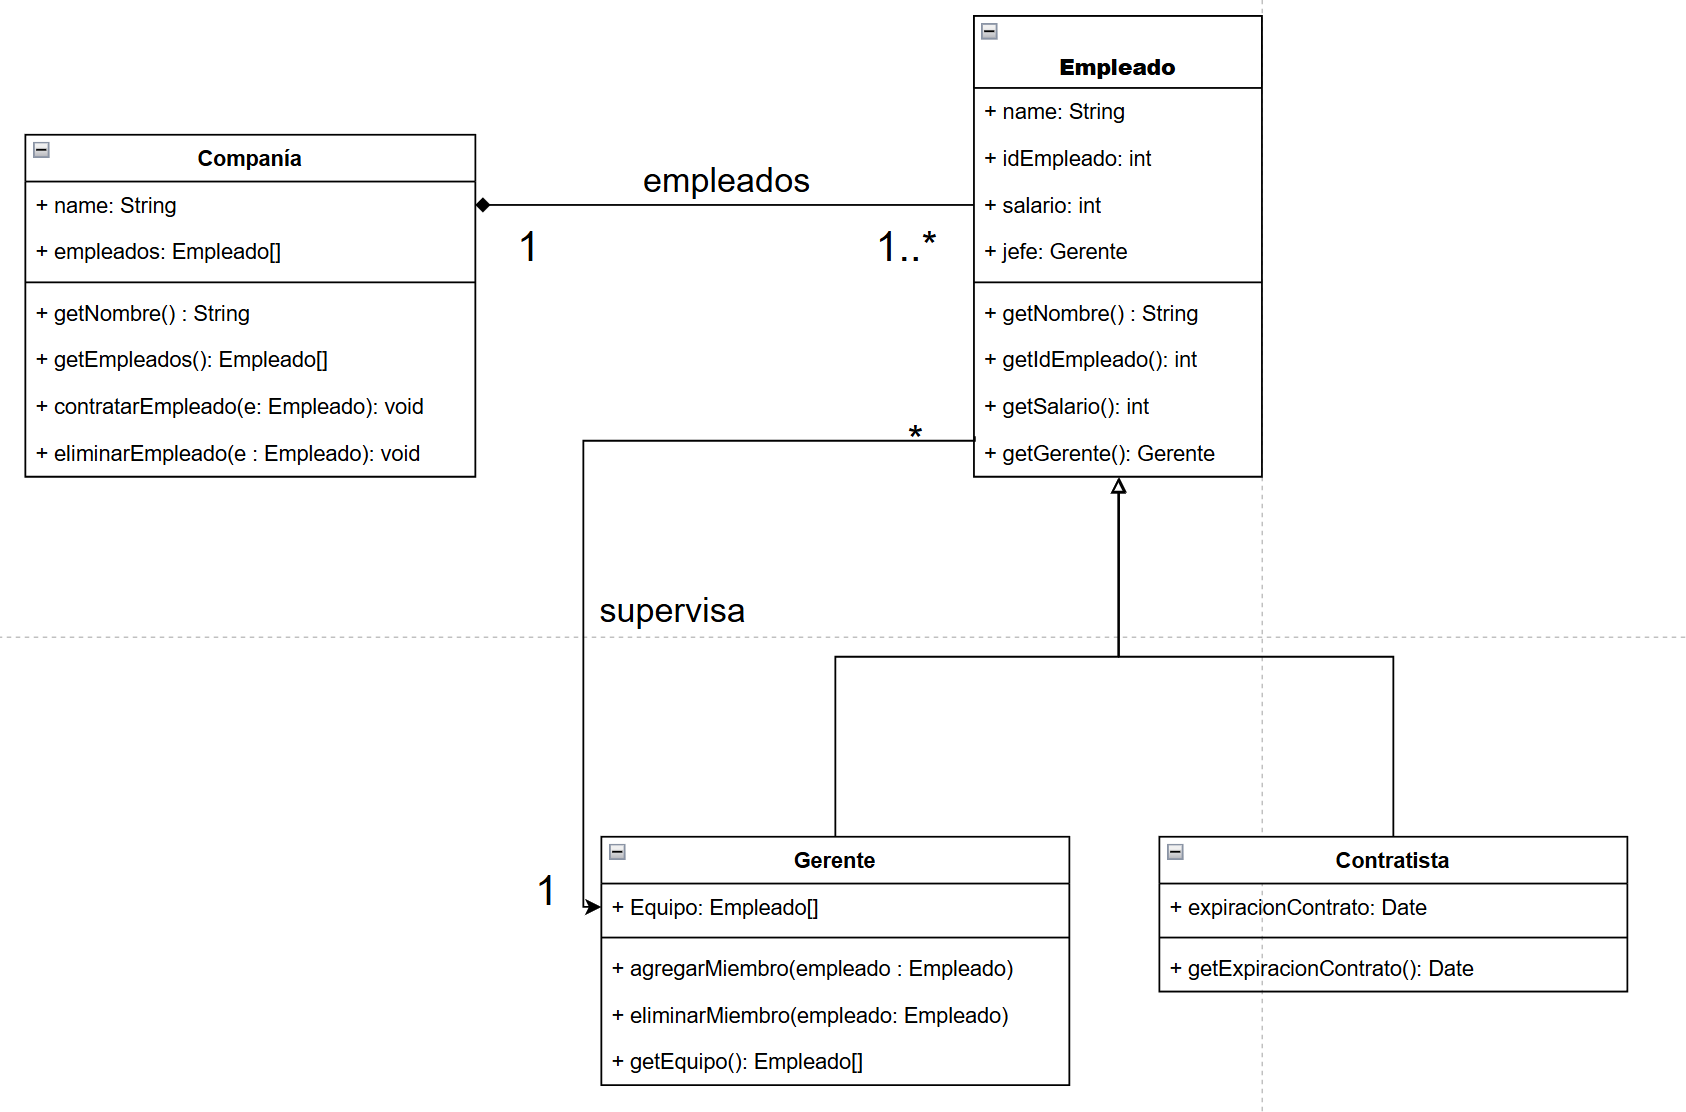 Compañía
+ name: String
+ empleados: Empleado[]
+ getNombre() : String
+ getEmpleados(): Empleado[]
+ contratarEmpleado(e: Empleado): void
+ eliminarEmpleado(e : Empleado): void
empleados
1
1..*
Empleado
+ name: String
+ idEmpleado: int
+ salario: int
+ jefe: Gerente
+ getNombre() : String
+ getIdEmpleado(): int
+ getSalario(): int
+ getGerente(): Gerente
*
supervisa
1
Gerente
+ Equipo: Empleado[]
+ agregarMiembro(empleado : Empleado)
+ eliminarMiembro(empleado: Empleado)
+ getEquipo(): Empleado[]
Contratista
+ expiracionContrato: Date
+ getExpiracionContrato(): Date